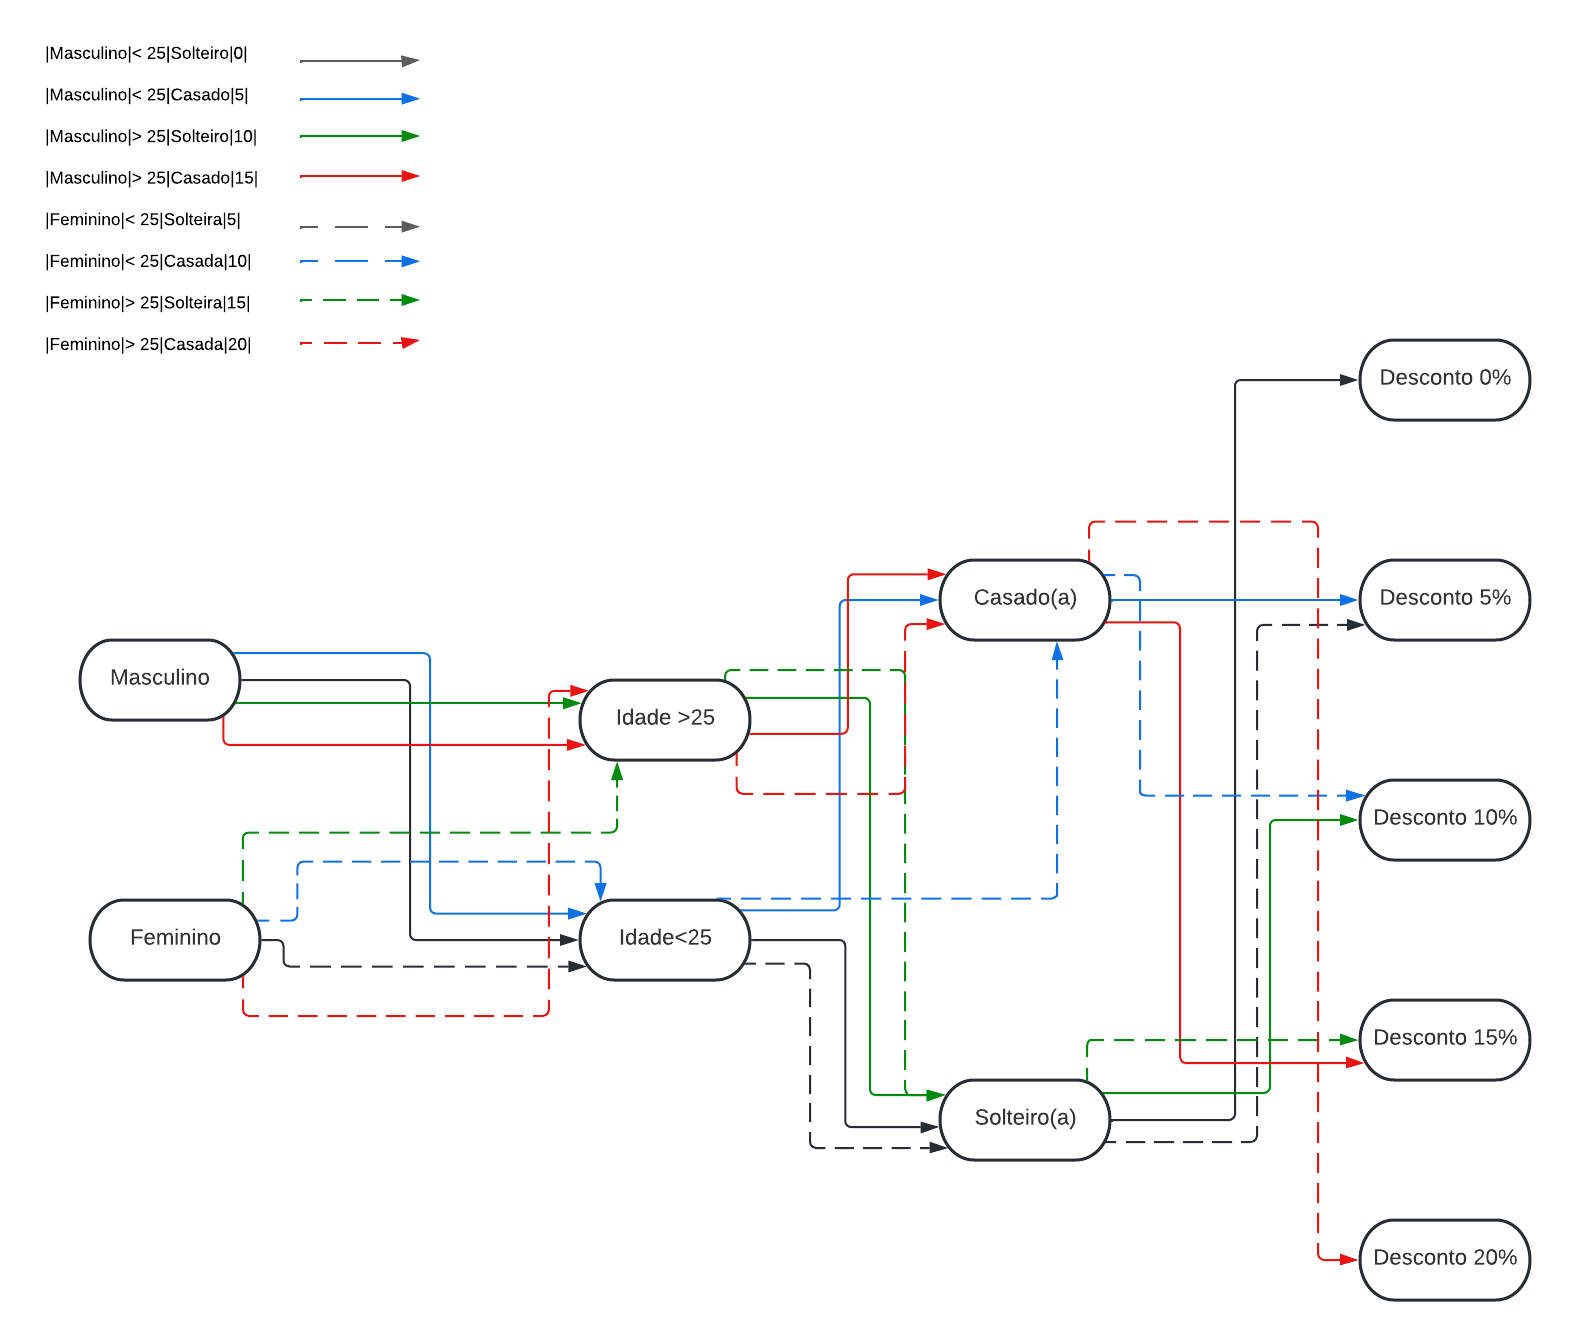 |Masculino|< 25|Solteiro|0|
|Masculino|< 25|Casado|5|
|Masculino|> 25|Solteiro|10|
|Masculino|> 25|Casado|15|
|Feminino|< 25|Solteira|5|
|Feminino|< 25|Casada|10|
|Feminino|> 25|Solteira|15|
|Feminino|> 25|Casada|20|
Desconto 0%
Casado(a)
Desconto 5%
Masculino
Idade >25
Desconto 10%
Feminino
Idade<25
Desconto 15%
Solteiro(a)
Desconto 20%